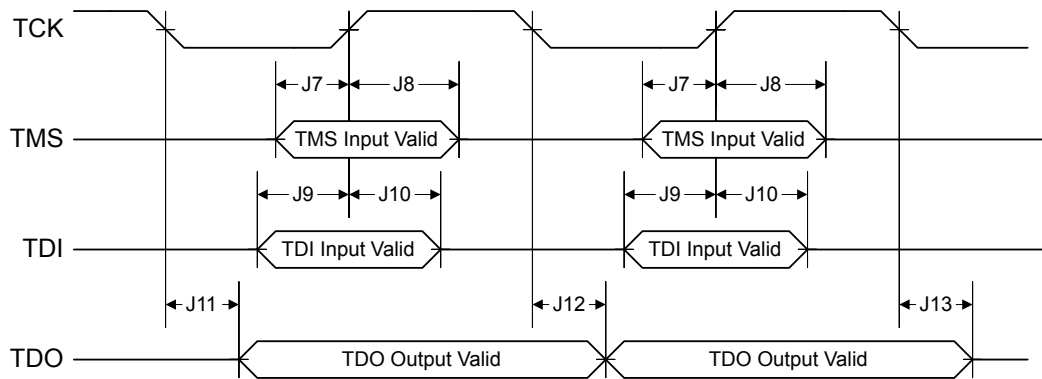 TCK
J7 J8 J7 J8
TMS TMS Input Valid TMS Input Valid
J9 J10 J9 J10
TDI TDI Input Valid TDI Input Valid
J11 J12 J13
TDO TDO Output Valid TDO Output Valid